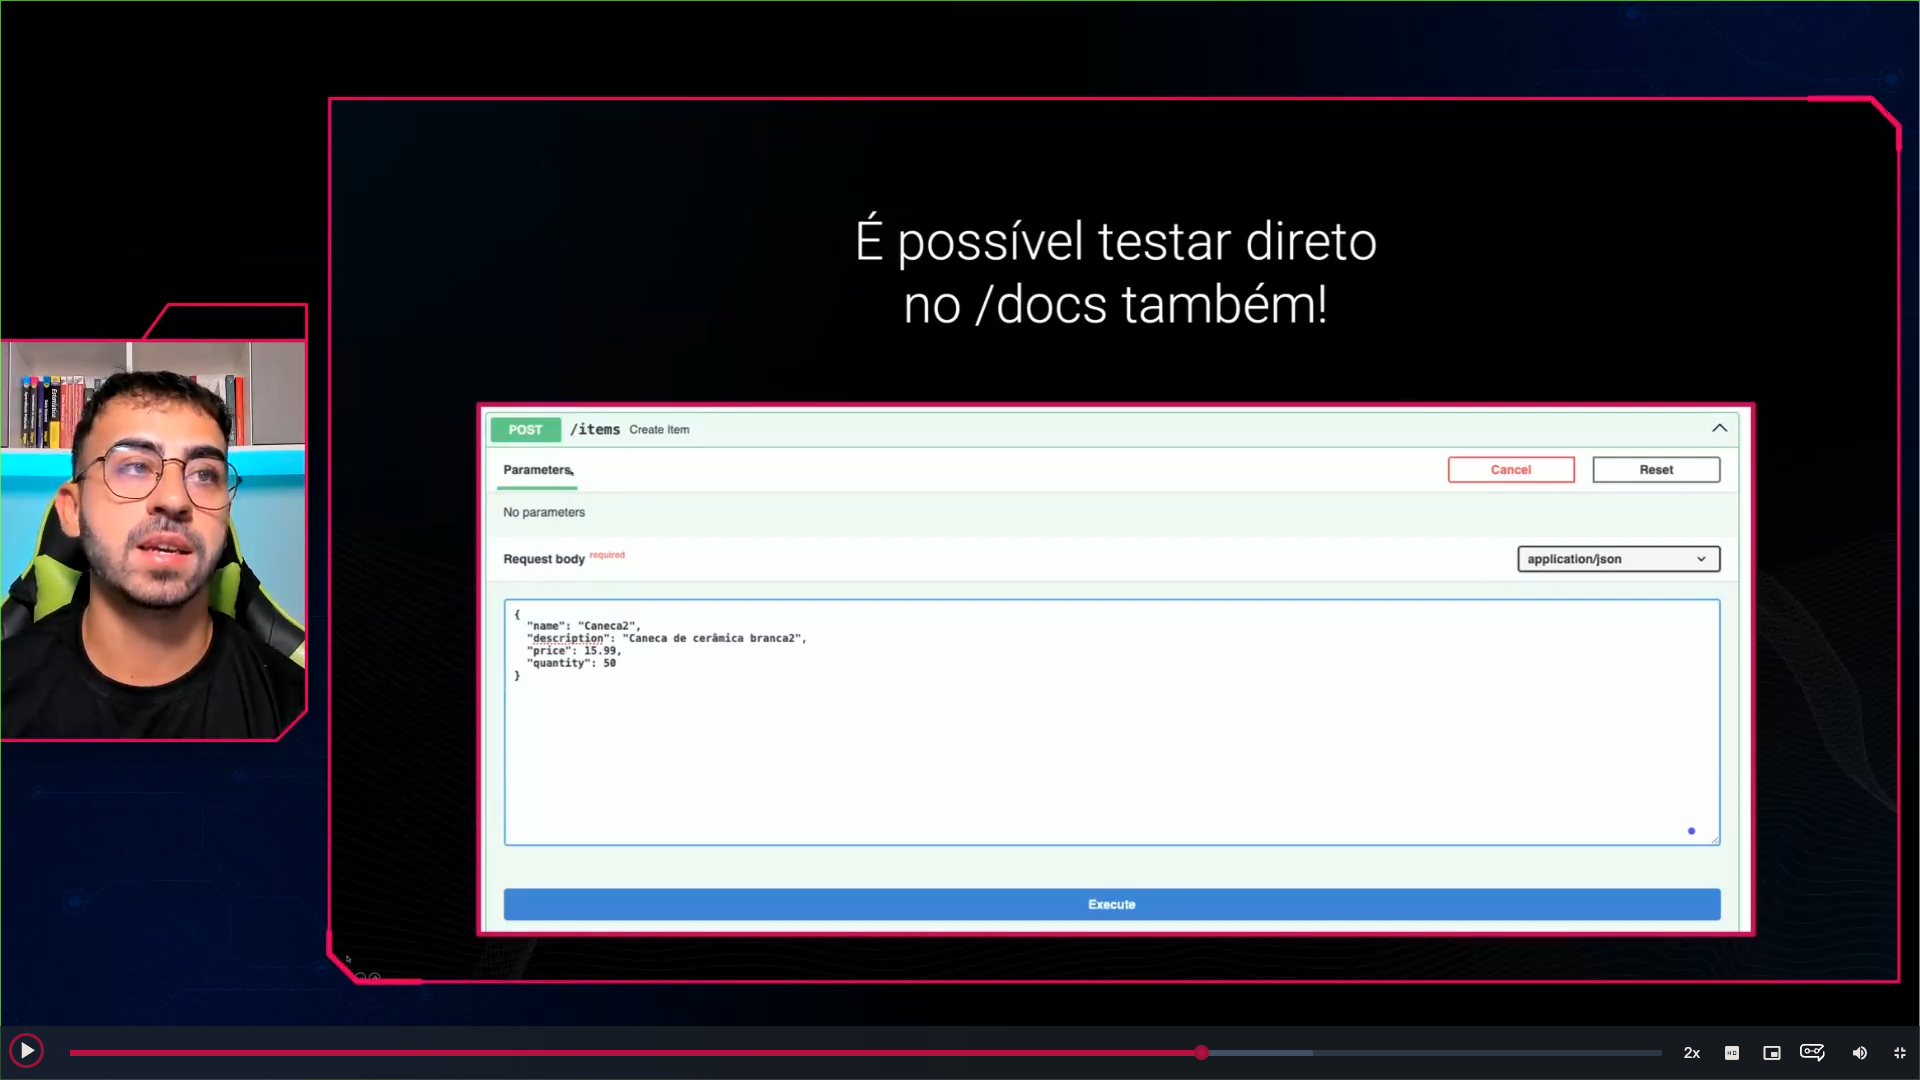 É possível testar direto
no /docs também!
POST /items Create Item
Parameters
Cancel
Reset
No parameters
Request body required
application/json
{
"name": "Caneca2",
"description": "Caneca de cerâmica branca2",
"price": 15.99,
"quantity": 50
}
Execute
2x
HD